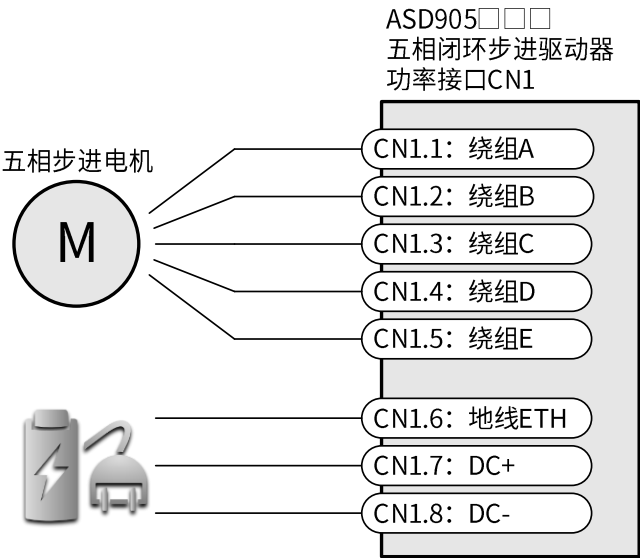 ASD905□□□
五相闭环步进驱动器
功率接口CN1
五相步进电机
M
CN1.1：绕组A
CN1.2：绕组B
CN1.3：绕组C
CN1.4：绕组D
CN1.5：绕组E
CN1.6：地线ETH
CN1.7：DC+
CN1.8：DC-